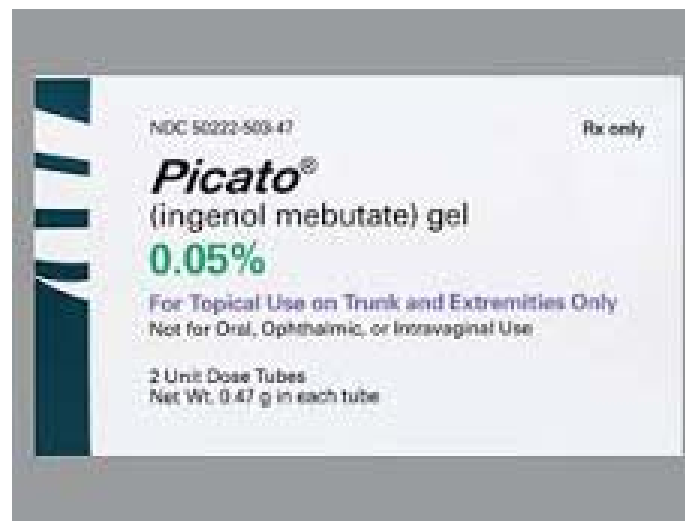 NDC 50222-503-47
Rx only
Picato®
(ingenol mebutate) gel
0.05%
For Topical Use on Trunk and Extremities Only
Not for Oral, Ophthalmic, or Intravaginal Use
2 Unit Dose Tubes
Net Wt. 0.47 g in each tube